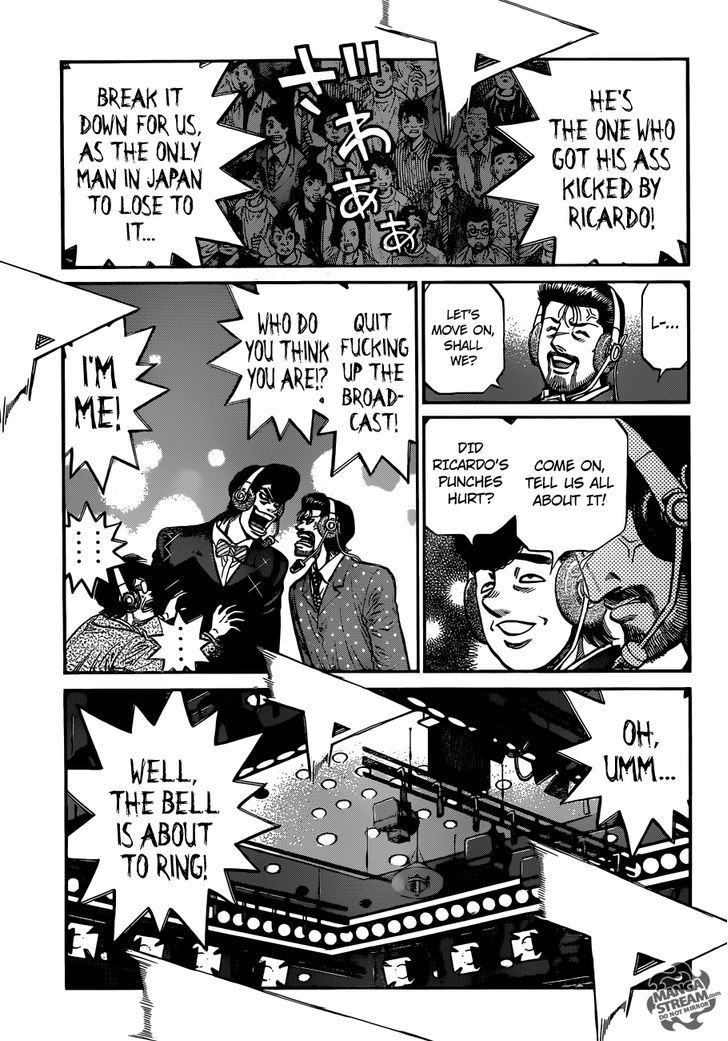 HE'S
THE ONE WHO
GOT HIS ASS
KICKED BY
RICARDO!
ざわぁぁ
BREAK IT
DOWN FOR US,
AS THE ONLY
MAN IN JAPAN
TO LOSE TO
IT...
L-...
LET'S
MOVE ON,
SHALL
WE?
COME ON,
TELL US ALL
ABOUT IT!
DID
RICARDO'S
PUNCHES
HURT?
QUIT
FUCKING
UP THE
BROAD-
CAST!
WHO DO
YOU THINK
YOU ARE!?
I'M
ME!
......
......
OH,
UMM...
WELL,
THE BELL
IS ABOUT
TO RING!
MANGA
STREAM.com
DO NOT MIRROR!